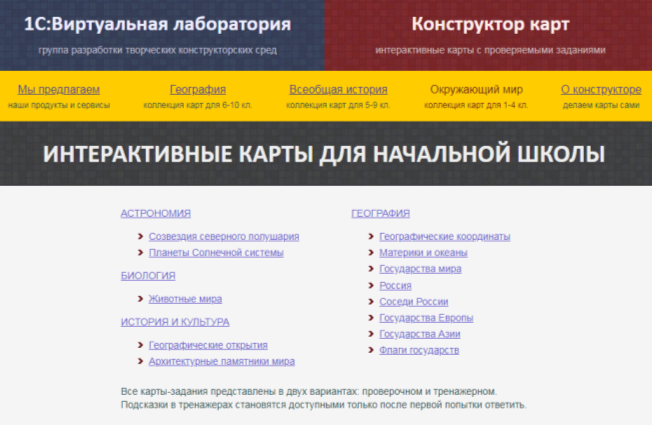 1С:Виртуальная лаборатория
группа разработки творческих конструкторских сред
Конструктор карт
интерактивные карты с проверяемыми заданиями
Мы предлагаем
наши продукты и сервисы
География
коллекция карт для 6-10 кл.
Всеобщая история
коллекция карт для 5-9 кл.
Окружающий мир
коллекция карт для 1-4 кл.
О конструкторе
делаем карты сами
ИНТЕРАКТИВНЫЕ КАРТЫ ДЛЯ НАЧАЛЬНОЙ ШКОЛЫ
АСТРОНОМИЯ
Созвездия северного полушария
Планеты Солнечной системы
БИОЛОГИЯ
Животные мира
ИСТОРИЯ И КУЛЬТУРА
Географические открытия
Архитектурные памятники мира
ГЕОГРАФИЯ
Географические координаты
Материки и океаны
Государства мира
Россия
Соседи России
Государства Европы
Государства Азии
Флаги государств
Все карты-задания представлены в двух вариантах: проверочном и тренажерном.
Подсказки в тренажерах становятся доступными только после первой попытки ответить.